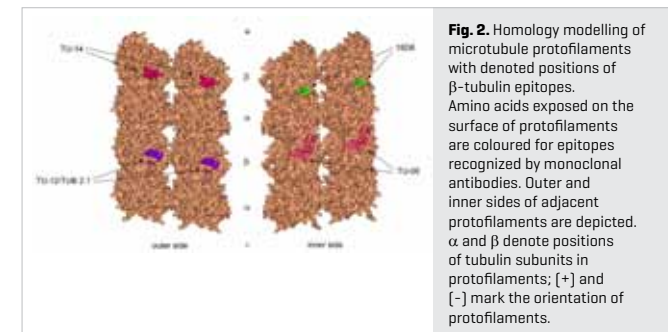 TU-14
outer side
inner side
TU-06
Fig. 2. Homology modelling of
microtubule protofilaments
with denoted positions of
β-tubulin epitopes.
Amino acids exposed on the
surface of protofilaments
are coloured for epitopes
recognized by monoclonal
antibodies. Outer and
inner sides of adjacent
protofilaments are depicted.
α and β denote positions
of tubulin subunits in
protofilaments; (+) and
(-) mark the orientation of
protofilaments.